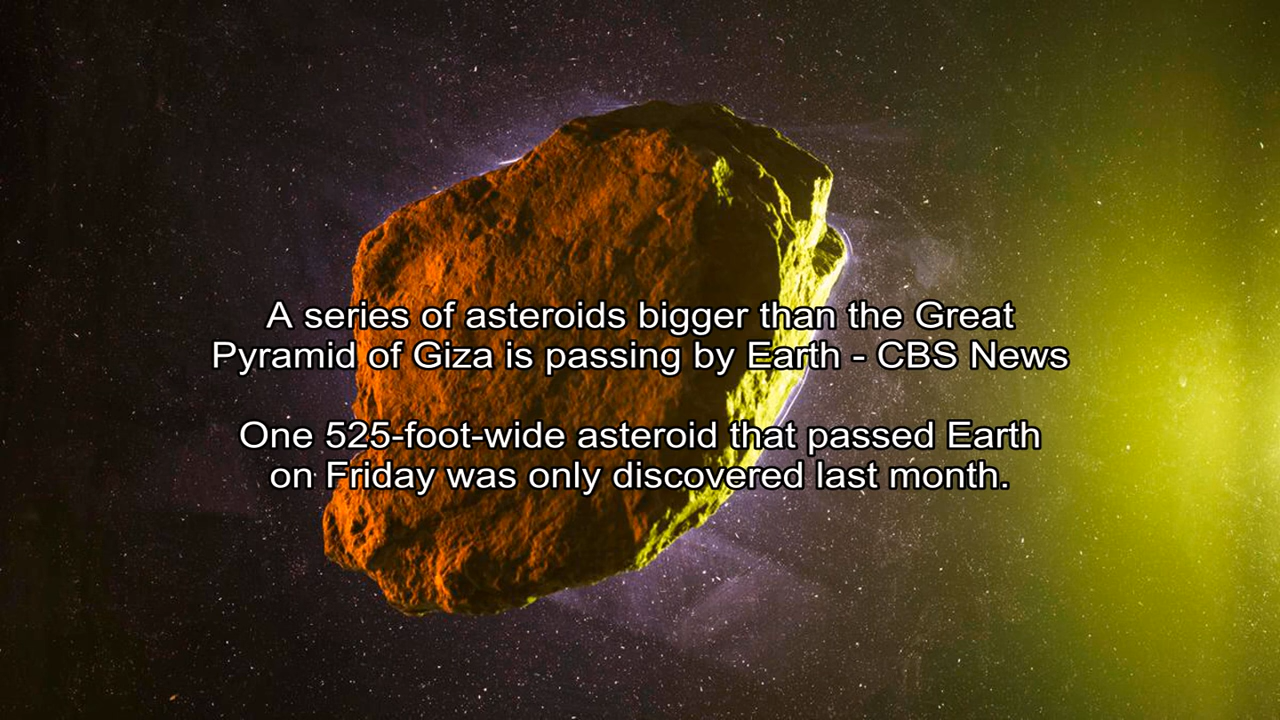 A series of asteroids bigger than the Great
Pyramid of Giza is passing by Earth - CBS News
One 525-foot-wide asteroid that passed Earth
on Friday was only discovered last month.